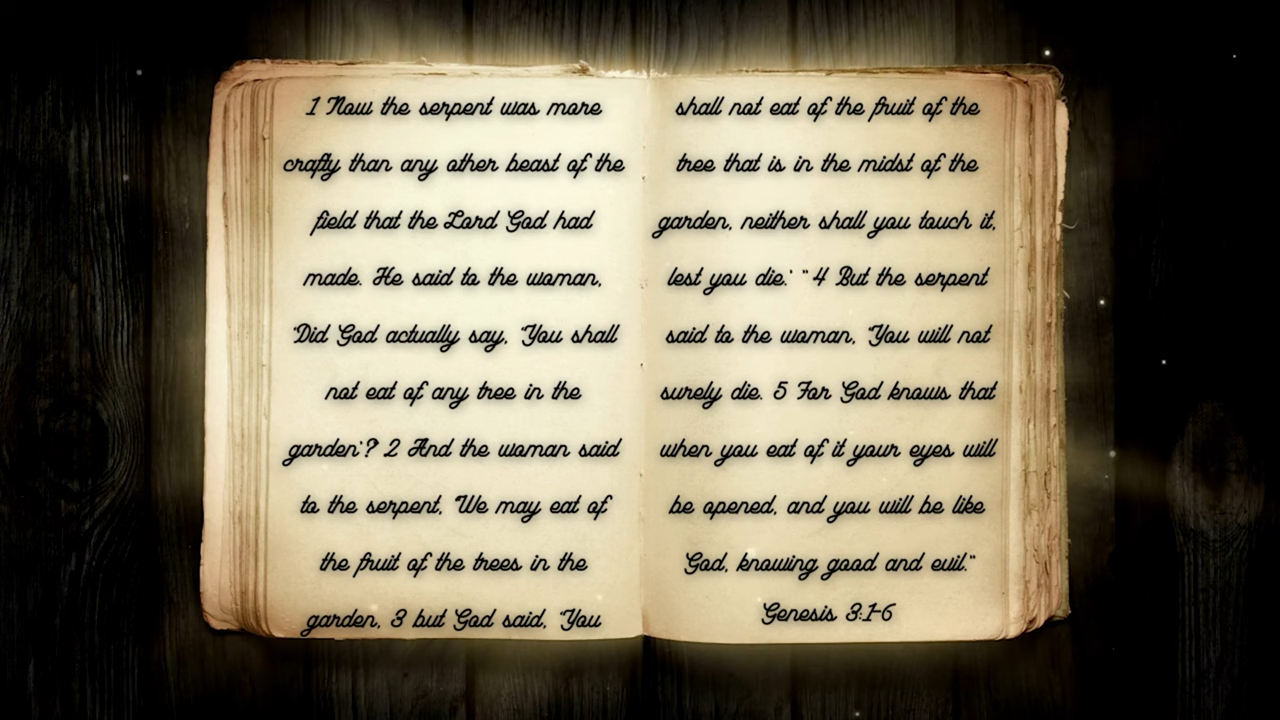 1 Now the serpent was more
crafty than any other beast of the
field that the Lord God had
made. He said to the woman,
"Did God actually say, "You shall
not eat of any tree in the
garden'? 2 And the woman said
to the serpent, "We may eat of
the fruit of the trees in the
garden, 3 but God said, "You
shall not eat of the fruit of the
tree that is in the midst of the
garden, neither shall you touch it,
lest you die.' " 4 But the serpent
said to the woman, "You will not
surely die. 5 For God knows that
when you eat of it your eyes will
be opened, and you will be like
God, knowing good and evil."
Genesis 3:1-6